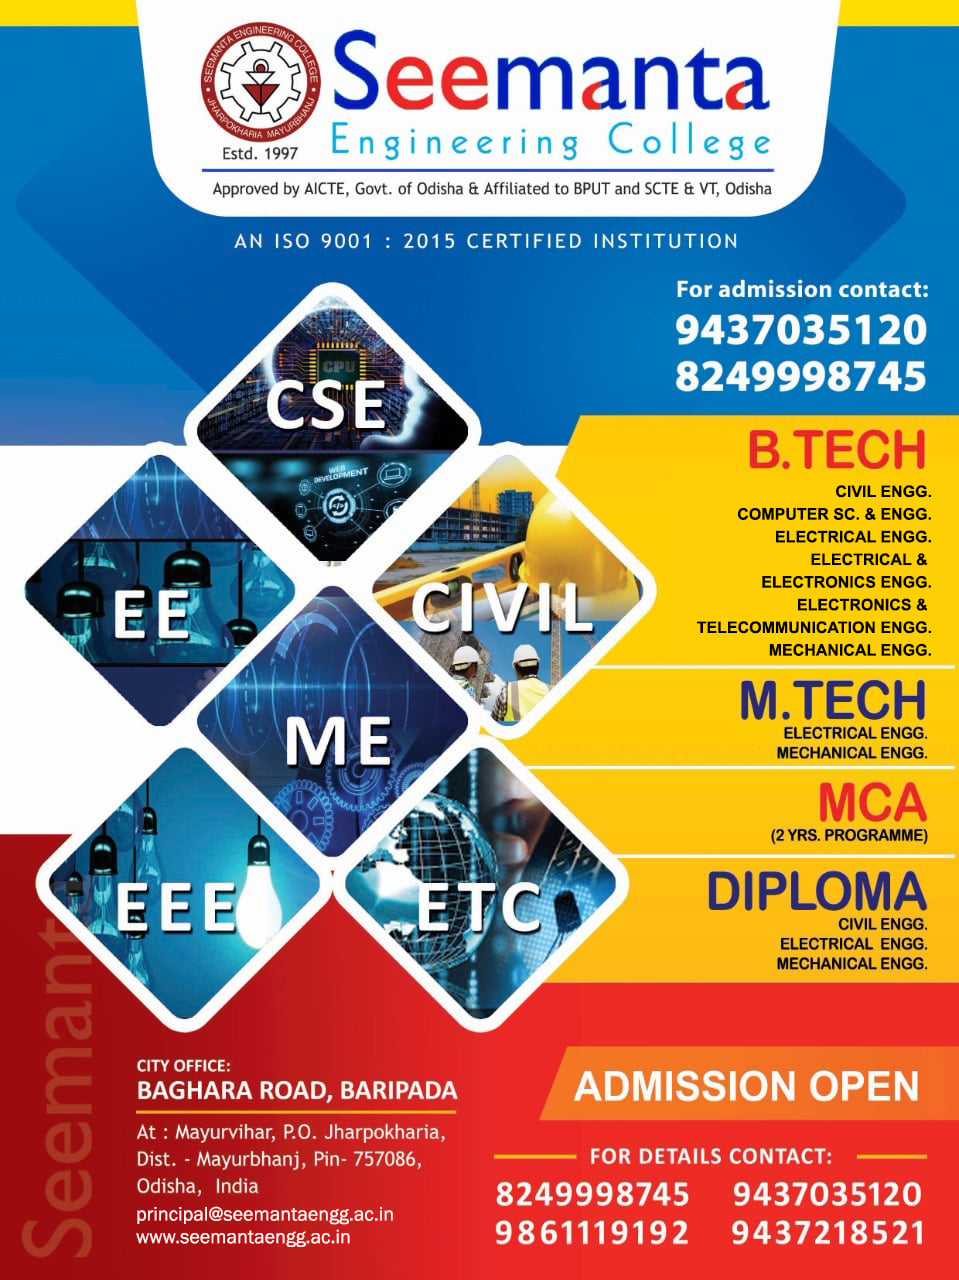 SEEMANTA ENGINEERING COLLEGE
JHARPOKHARIA MAYURBHANJ
Estd. 1997
Seemanta
Engineering College
Approved by AICTE, Govt. of Odisha & Affiliated to BPUT and SCTE & VT, Odisha
AN ISO 9001 : 2015 CERTIFIED INSTITUTION
For admission contact:
9437035120
8249998745
CPU
CSE
WEB
DEVELOPMENT
EE
CIVIL
ME
EEE
ETC
B.TECH
CIVIL ENGG.
COMPUTER SC. & ENGG.
ELECTRICAL ENGG.
ELECTRICAL &
ELECTRONICS ENGG.
ELECTRONICS &
TELECOMMUNICATION ENGG.
MECHANICAL ENGG.
M.TECH
ELECTRICAL ENGG.
MECHANICAL ENGG.
MCA
(2 YRS. PROGRAMME)
DIPLOMA
CIVIL ENGG.
ELECTRICAL ENGG.
MECHANICAL ENGG.
Seemanta
CITY OFFICE:
BAGHARA ROAD, BARIPADA
At : Mayurvihar, P.O. Jharpokharia,
Dist. - Mayurbhanj, Pin- 757086,
Odisha, India
principal@seemantaengg.ac.in
www.seemantaengg.ac.in
ADMISSION OPEN
FOR DETAILS CONTACT:
8249998745 9437035120
9861119192 9437218521